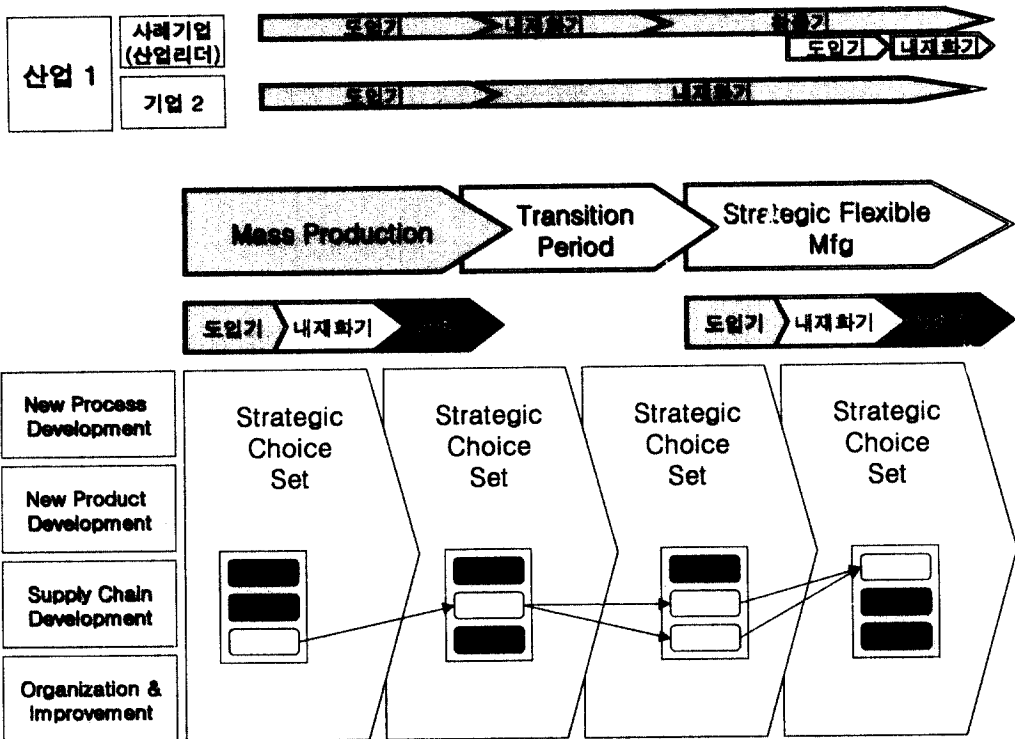 산업 1
사례기업
(산업리더)
도입기
내재화기
도입기
내재화기
기업 2
도입기
내재화기
Mass Production
Transition
Period
Strategic Flexible
Mfg
도입기
내재화기
도입기
내재화기
New Process
Development
New Product
Development
Supply Chain
Development
Organization &
Improvement
Strategic
Choice
Set
Strategic
Choice
Set
Strategic
Choice
Set
Strategic
Choice
Set